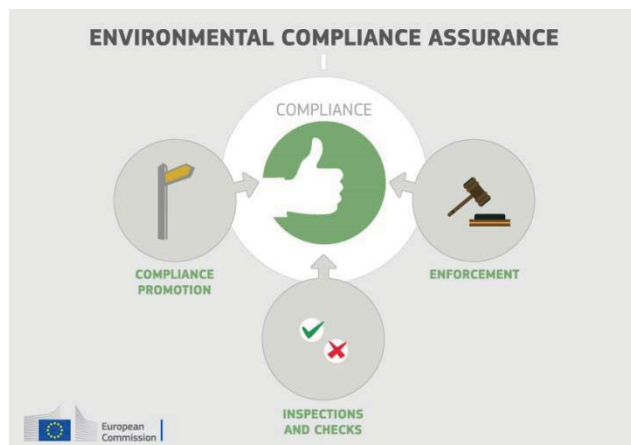 ENVIRONMENTAL COMPLIANCE ASSURANCE
COMPLIANCE
COMPLIANCE
PROMOTION
ENFORCEMENT
INSPECTIONS
AND CHECKS
European
Commission